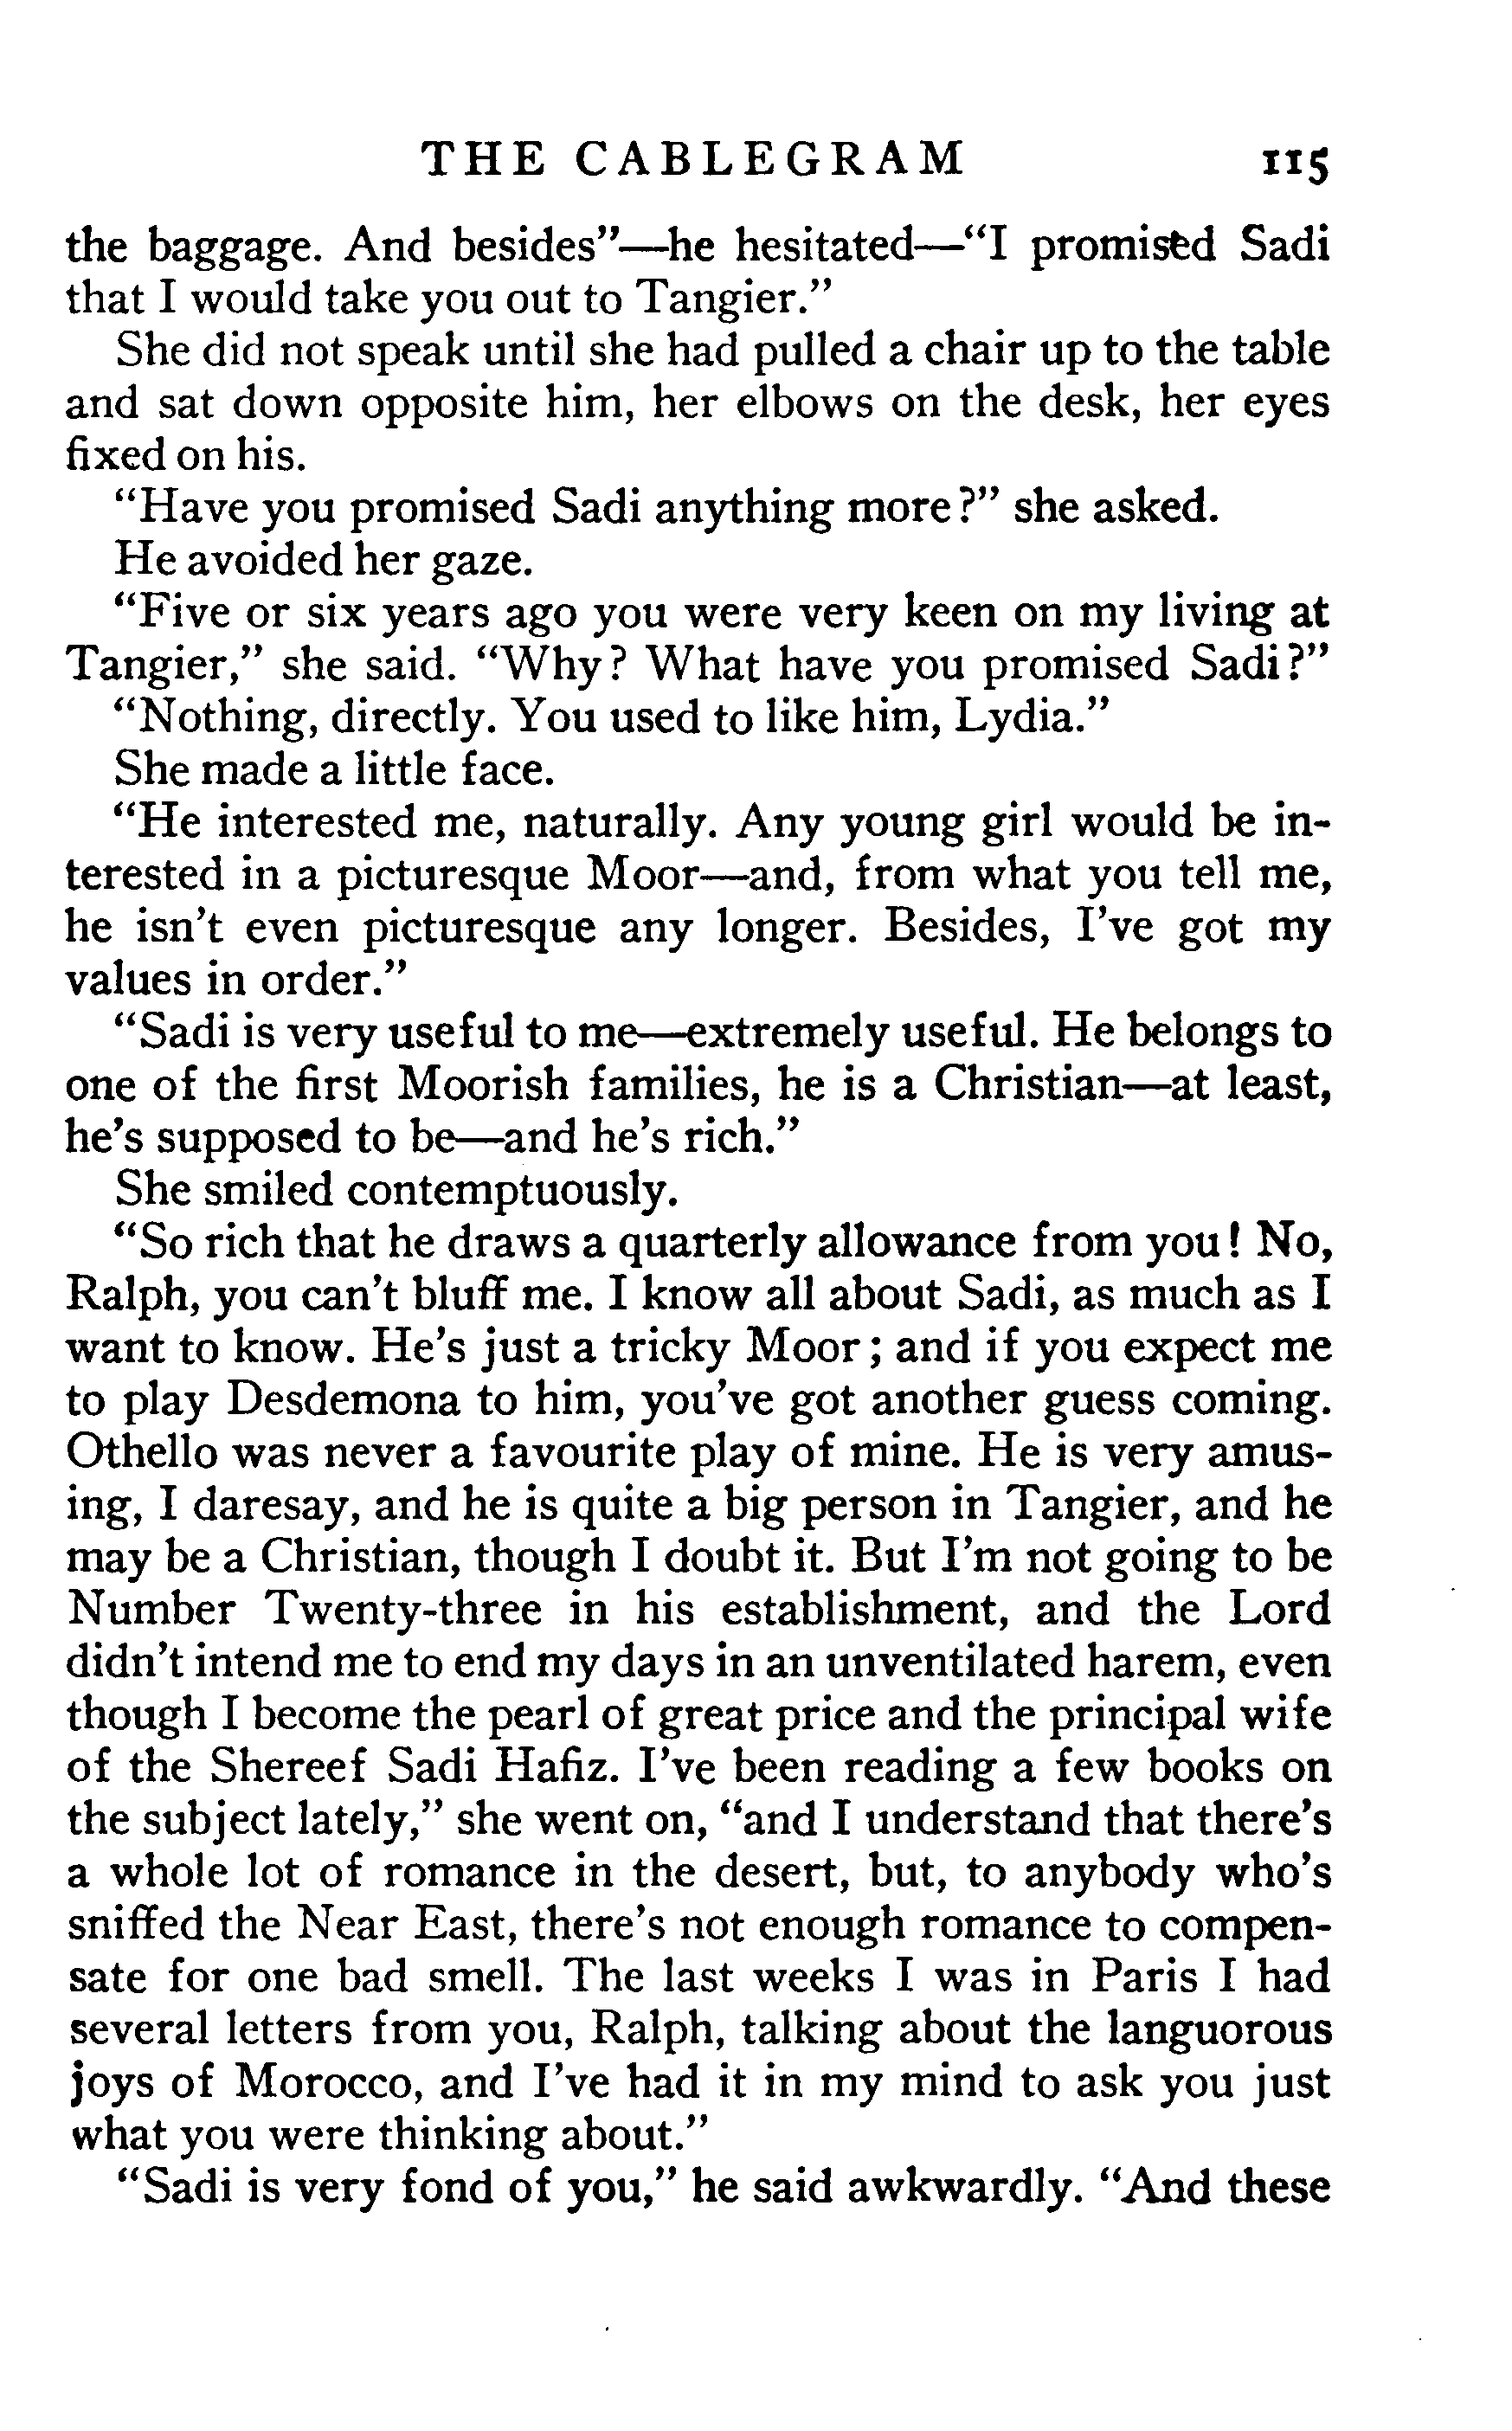 THE CABLEGRAM 115
the baggage. And besides"—he hesitated—"I promised Sadi
that I would take you out to Tangier."
She did not speak until she had pulled a chair up to the table
and sat down opposite him, her elbows on the desk, her eyes
fixed on his.
"Have you promised Sadi anything more?" she asked.
He avoided her gaze.
"Five or six years ago you were very keen on my living at
Tangier," she said. "Why? What have you promised Sadi?"
"Nothing, directly. You used to like him, Lydia."
She made a little face.
"He interested me, naturally. Any young girl would be in-
terested in a picturesque Moor—and, from what you tell me,
he isn't even picturesque any longer. Besides, I've got my
values in order."
"Sadi is very useful to me—extremely useful. He belongs to
one of the first Moorish families, he is a Christian—at least,
he's supposed to be—and he's rich."
She smiled contemptuously.
"So rich that he draws a quarterly allowance from you! No,
Ralph, you can't bluff me. I know all about Sadi, as much as I
want to know. He's just a tricky Moor; and if you expect me
to play Desdemona to him, you've got another guess coming.
Othello was never a favourite play of mine. He is very amus-
ing, I daresay, and he is quite a big person in Tangier, and he
may be a Christian, though I doubt it. But I'm not going to be
Number Twenty-three in his establishment, and the Lord
didn't intend me to end my days in an unventilated harem, even
though I become the pearl of great price and the principal wife
of the Shereef Sadi Hafiz. I've been reading a few books on
the subject lately," she went on, "and I understand that there's
a whole lot of romance in the desert, but, to anybody who's
sniffed the Near East, there's not enough romance to compen-
sate for one bad smell. The last weeks I was in Paris I had
several letters from you, Ralph, talking about the languorous
joys of Morocco, and I've had it in my mind to ask you just
what you were thinking about."
"Sadi is very fond of you," he said awkwardly. "And these